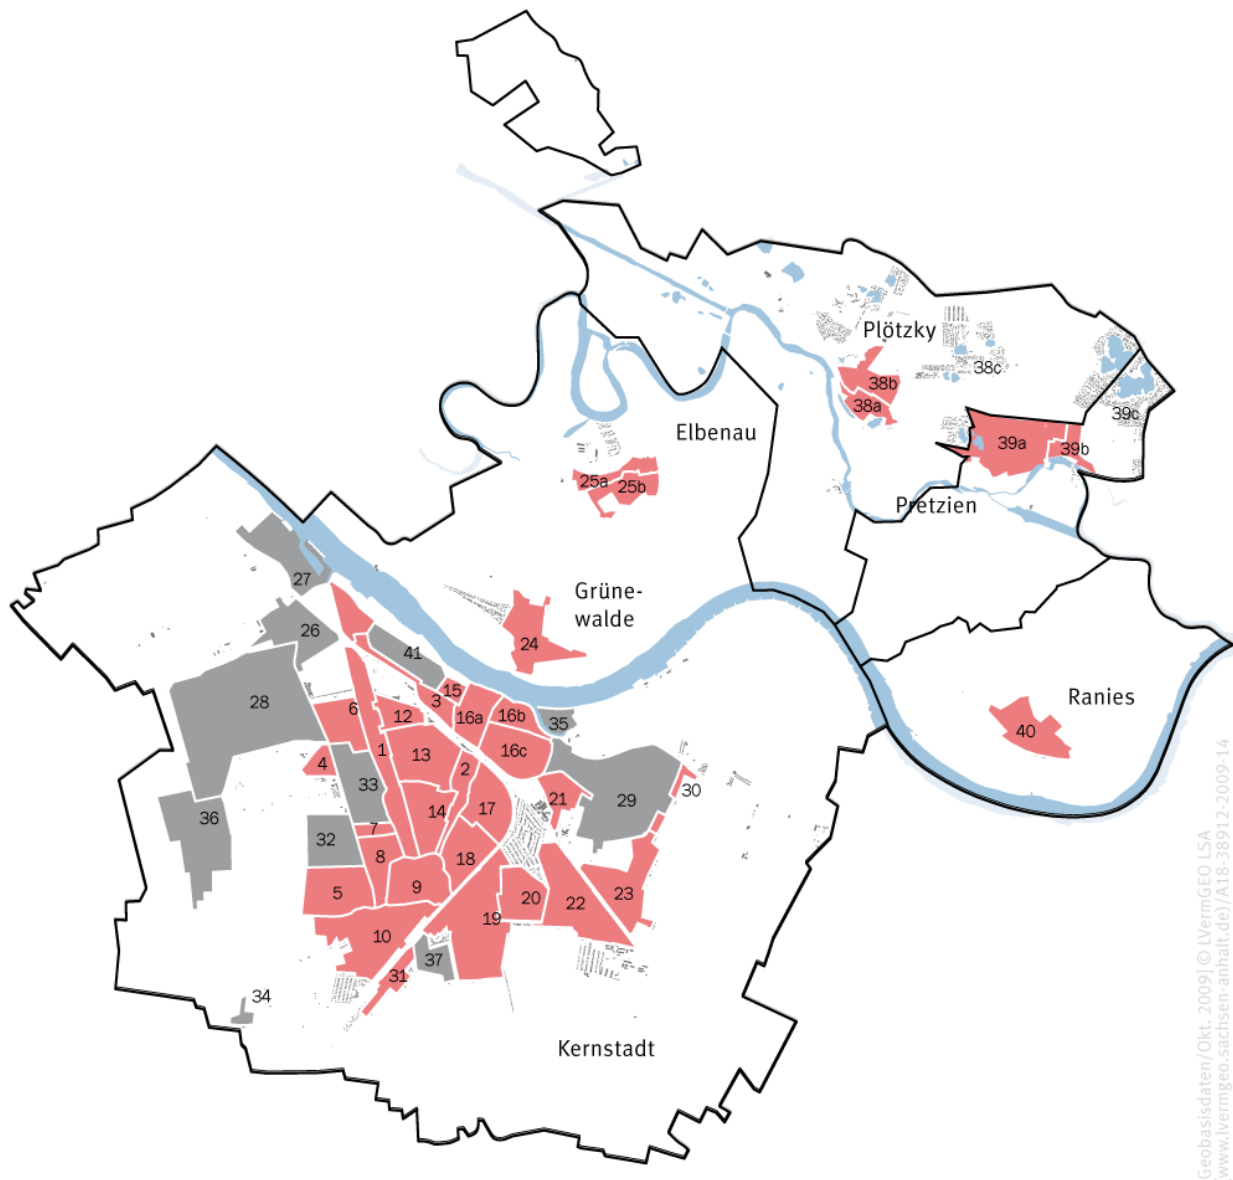 Plötzky
38c
38b
38a
39c
39a
39b
Elbenau
25a
25b
Pretzien
Grüne-
walde
24
27
26
41
28
6
12
3
15
16a
16b
35
Ranies
40
1
13
2
16c
4
33
29
30
36
14
17
21
32
7
8
18
5
9
20
22
23
10
19
31
37
34
Kernstadt
Geobasisdaten/Okt. 2009] © LVermGEO LSA
www.lvermgeo.sachsen-anhalt.de)/A18-38912-2009-14